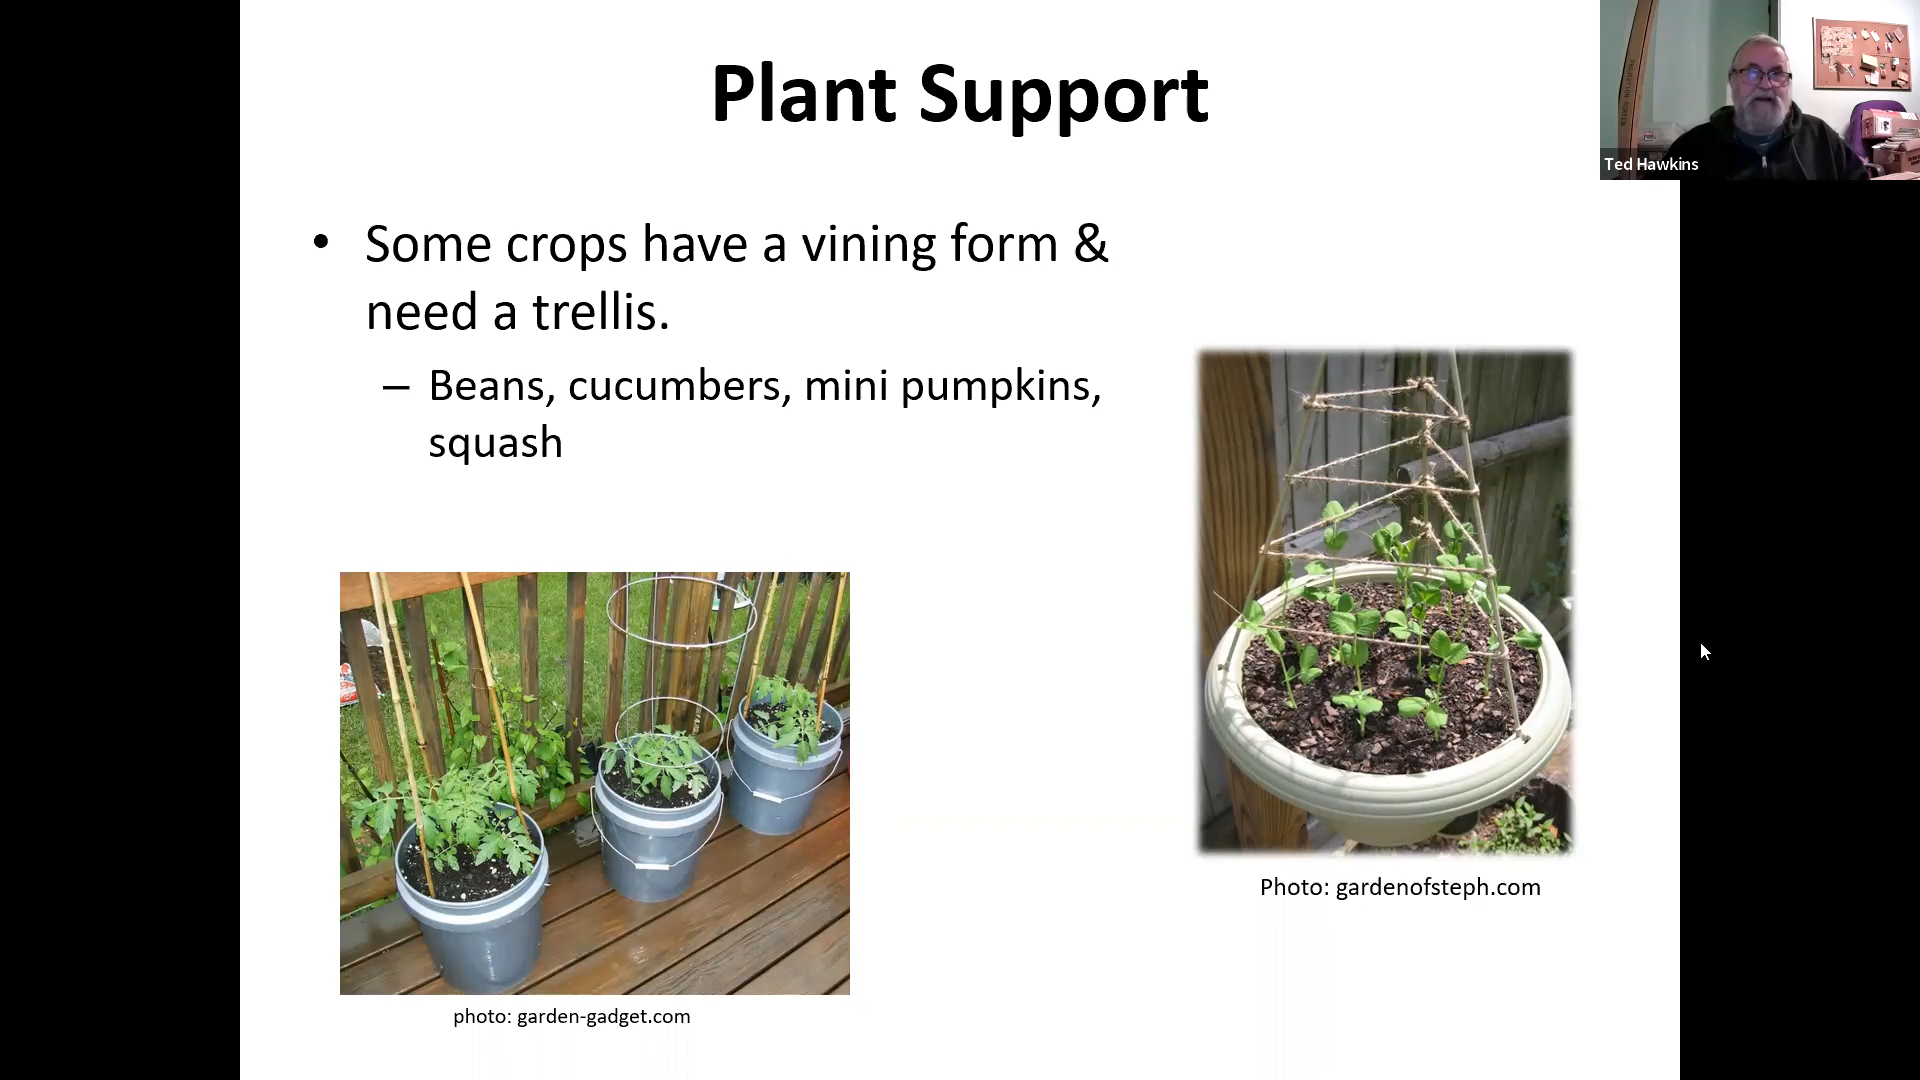 Plant Support
Ted Hawkins
• Some crops have a vining form &
need a trellis.
– Beans, cucumbers, mini pumpkins,
squash
Photo: gardenofsteph.com
photo: garden-gadget.com